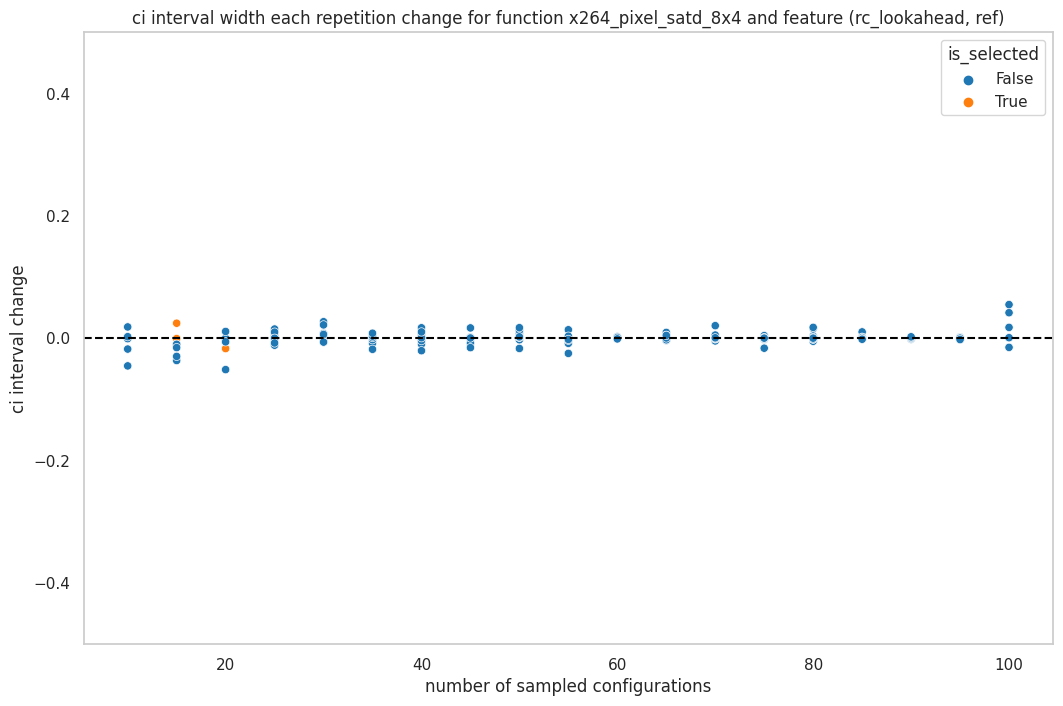 ci interval width each repetition change for function x264_pixel_satd_8x4 and feature (rc_lookahead, ref)
is_selected
False
True
ci interval change
0.4
0.2
0.0
−0.2
−0.4
20 40 60 80 100
number of sampled configurations